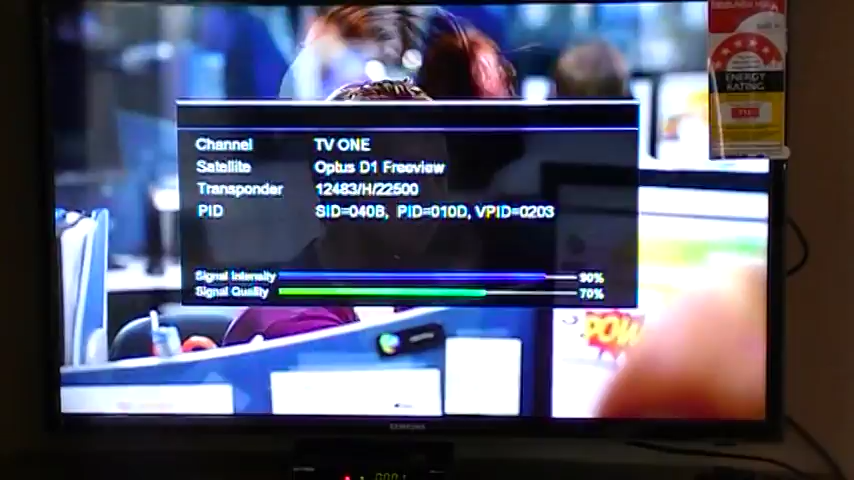 ENERGY
RATING
Channel TV ONE
Satellite Optus D1 Freeview
Transponder 12483/H/22500
PID SID=040B, PID=010D, VPID=0203
Signal Intensity 90%
Signal Quality 70%
POW
SAMSUNG